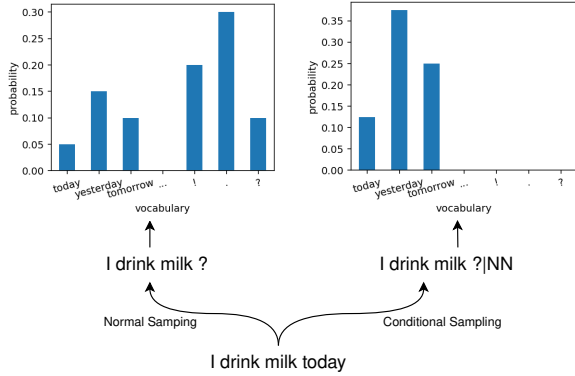 0.30
0.25
0.20
0.15
0.10
0.05
0.00
probability
today yesterday tomorrow ... ! . ?
vocabulary
0.35
0.30
0.25
0.20
0.15
0.10
0.05
0.00
probability
today yesterday tomorrow ... ! . ?
vocabulary
I drink milk ?
I drink milk ?|NN
Normal Samping
Conditional Sampling
I drink milk today